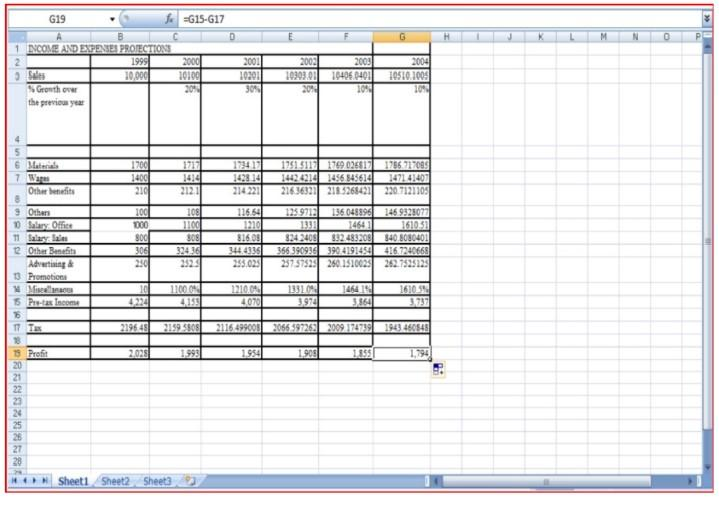 G19 fx =G15-G17
A B C D E F G H I J K L M N O P
1 INCOME AND EXPENSES PROJECTIONS
2 1999 2000 2001 2002 2003 2004
3 Sales 10,000 10100 10201 10303.01 10406.0401 10510.1005
% Growth over 20% 30% 20% 10% 10%
the previous year
4
5
6 Materials 1700 1717 1734.17 1751.5117 1769.026817 1786.717085
7 Wages 1400 1414 1428.14 1442.4214 1456.845614 1471.41407
Other benefits 210 212.1 214.221 216.36321 218.5268421 220.7121105
8
9 Others 100 108 116.64 125.9712 136.048896 146.9328077
10 Salary: Office 1000 1100 1210 1331 1464.1 1610.51
11 Salary: Sales 800 808 816.08 824.2408 832.483208 840.8080401
12 Other Benefits 306 324.36 344.4336 366.390936 390.4191454 416.7240668
Advertising & 250 252.5 255.025 257.57525 260.1510025 262.7525125
13 Promotions
14 Miscellanaous 10 1100.0% 1210.0% 1331.0% 1464.1% 1610.5%
15 Pre-tax Income 4,224 4,153 4,070 3,974 3,864 3,737
16
17 Tax 2196.48 2159.5808 2116.499008 2066.597262 2009.174739 1943.460848
18
19 Profit 2,028 1,993 1,954 1,908 1,855 1,794
20
21
22
23
24
25
26
27
28
29
Sheet1 Sheet2 Sheet3